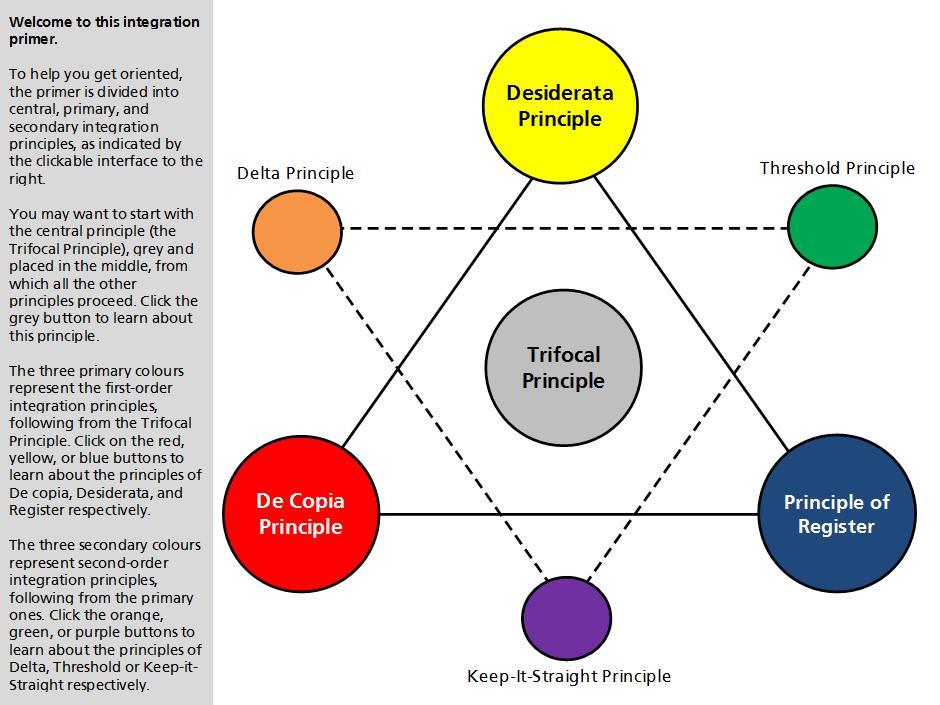 Welcome to this integration
primer.
To help you get oriented,
the primer is divided into
central, primary, and
secondary integration
principles, as indicated by
the clickable interface to the
right.
You may want to start with
the central principle (the
Trifocal Principle), grey and
placed in the middle, from
which all the other
principles proceed. Click the
grey button to learn about
this principle.
The three primary colours
represent the first-order
integration principles,
following from the Trifocal
Principle. Click on the red,
yellow, or blue buttons to
learn about the principles of
De copia, Desiderata, and
Register respectively.
The three secondary colours
represent second-order
integration principles,
following from the primary
ones. Click the orange,
green, or purple buttons to
learn about the principles of
Delta, Threshold or Keep-it-
Straight respectively.
Desiderata
Principle
Delta Principle
Threshold Principle
Trifocal
Principle
De Copia
Principle
Principle of
Register
Keep-It-Straight Principle